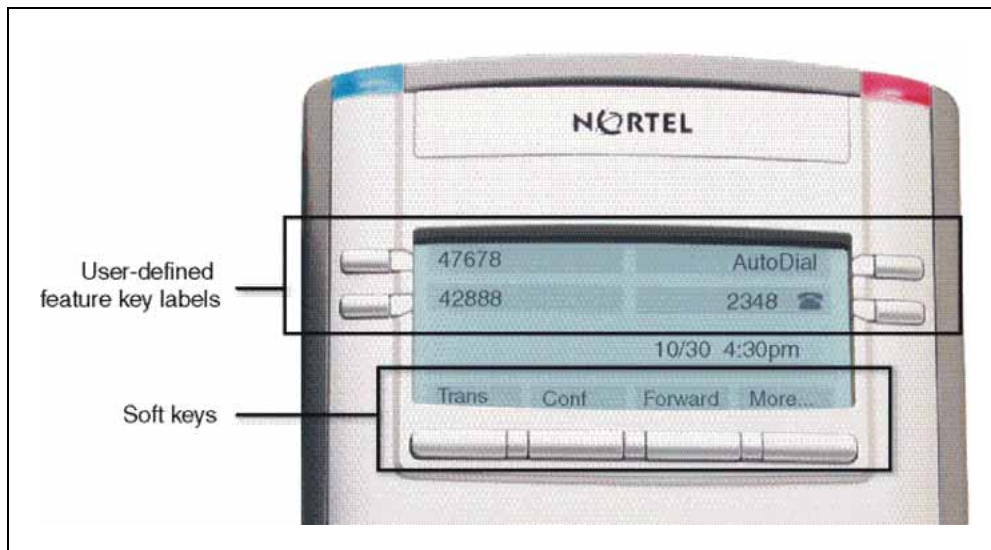 NORTEL
User-defined
feature key labels
47678 AutoDial
42888 2348
10/30 4:30pm
Trans Conf Forward More...
Soft keys